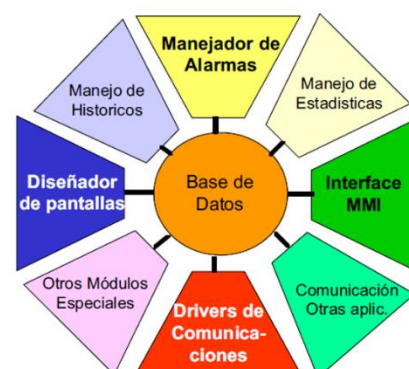 Manejador de
Alarmas
Manejo de
Historicos
Manejo de
Estadisticas
Diseñador
de pantallas
Base de
Datos
Interface
MMI
Otros Módulos
Especiales
Drivers de
Comunica-
ciones
Comunicación
Otras aplic.